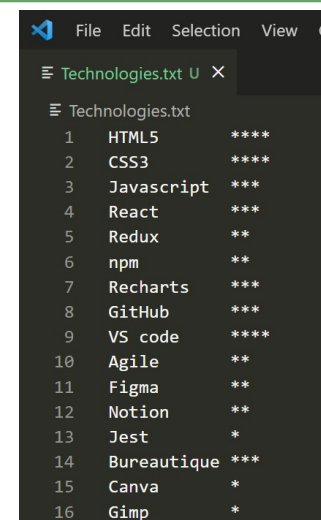 File Edit Selection View
Technologies.txt U X
Technologies.txt
1 HTML5 ****
2 CSS3 ****
3 Javascript ***
4 React ***
5 Redux **
6 npm **
7 Recharts ***
8 GitHub ***
9 VS code ****
10 Agile **
11 Figma **
12 Notion **
13 Jest *
14 Bureautique ***
15 Canva *
16 Gimp *